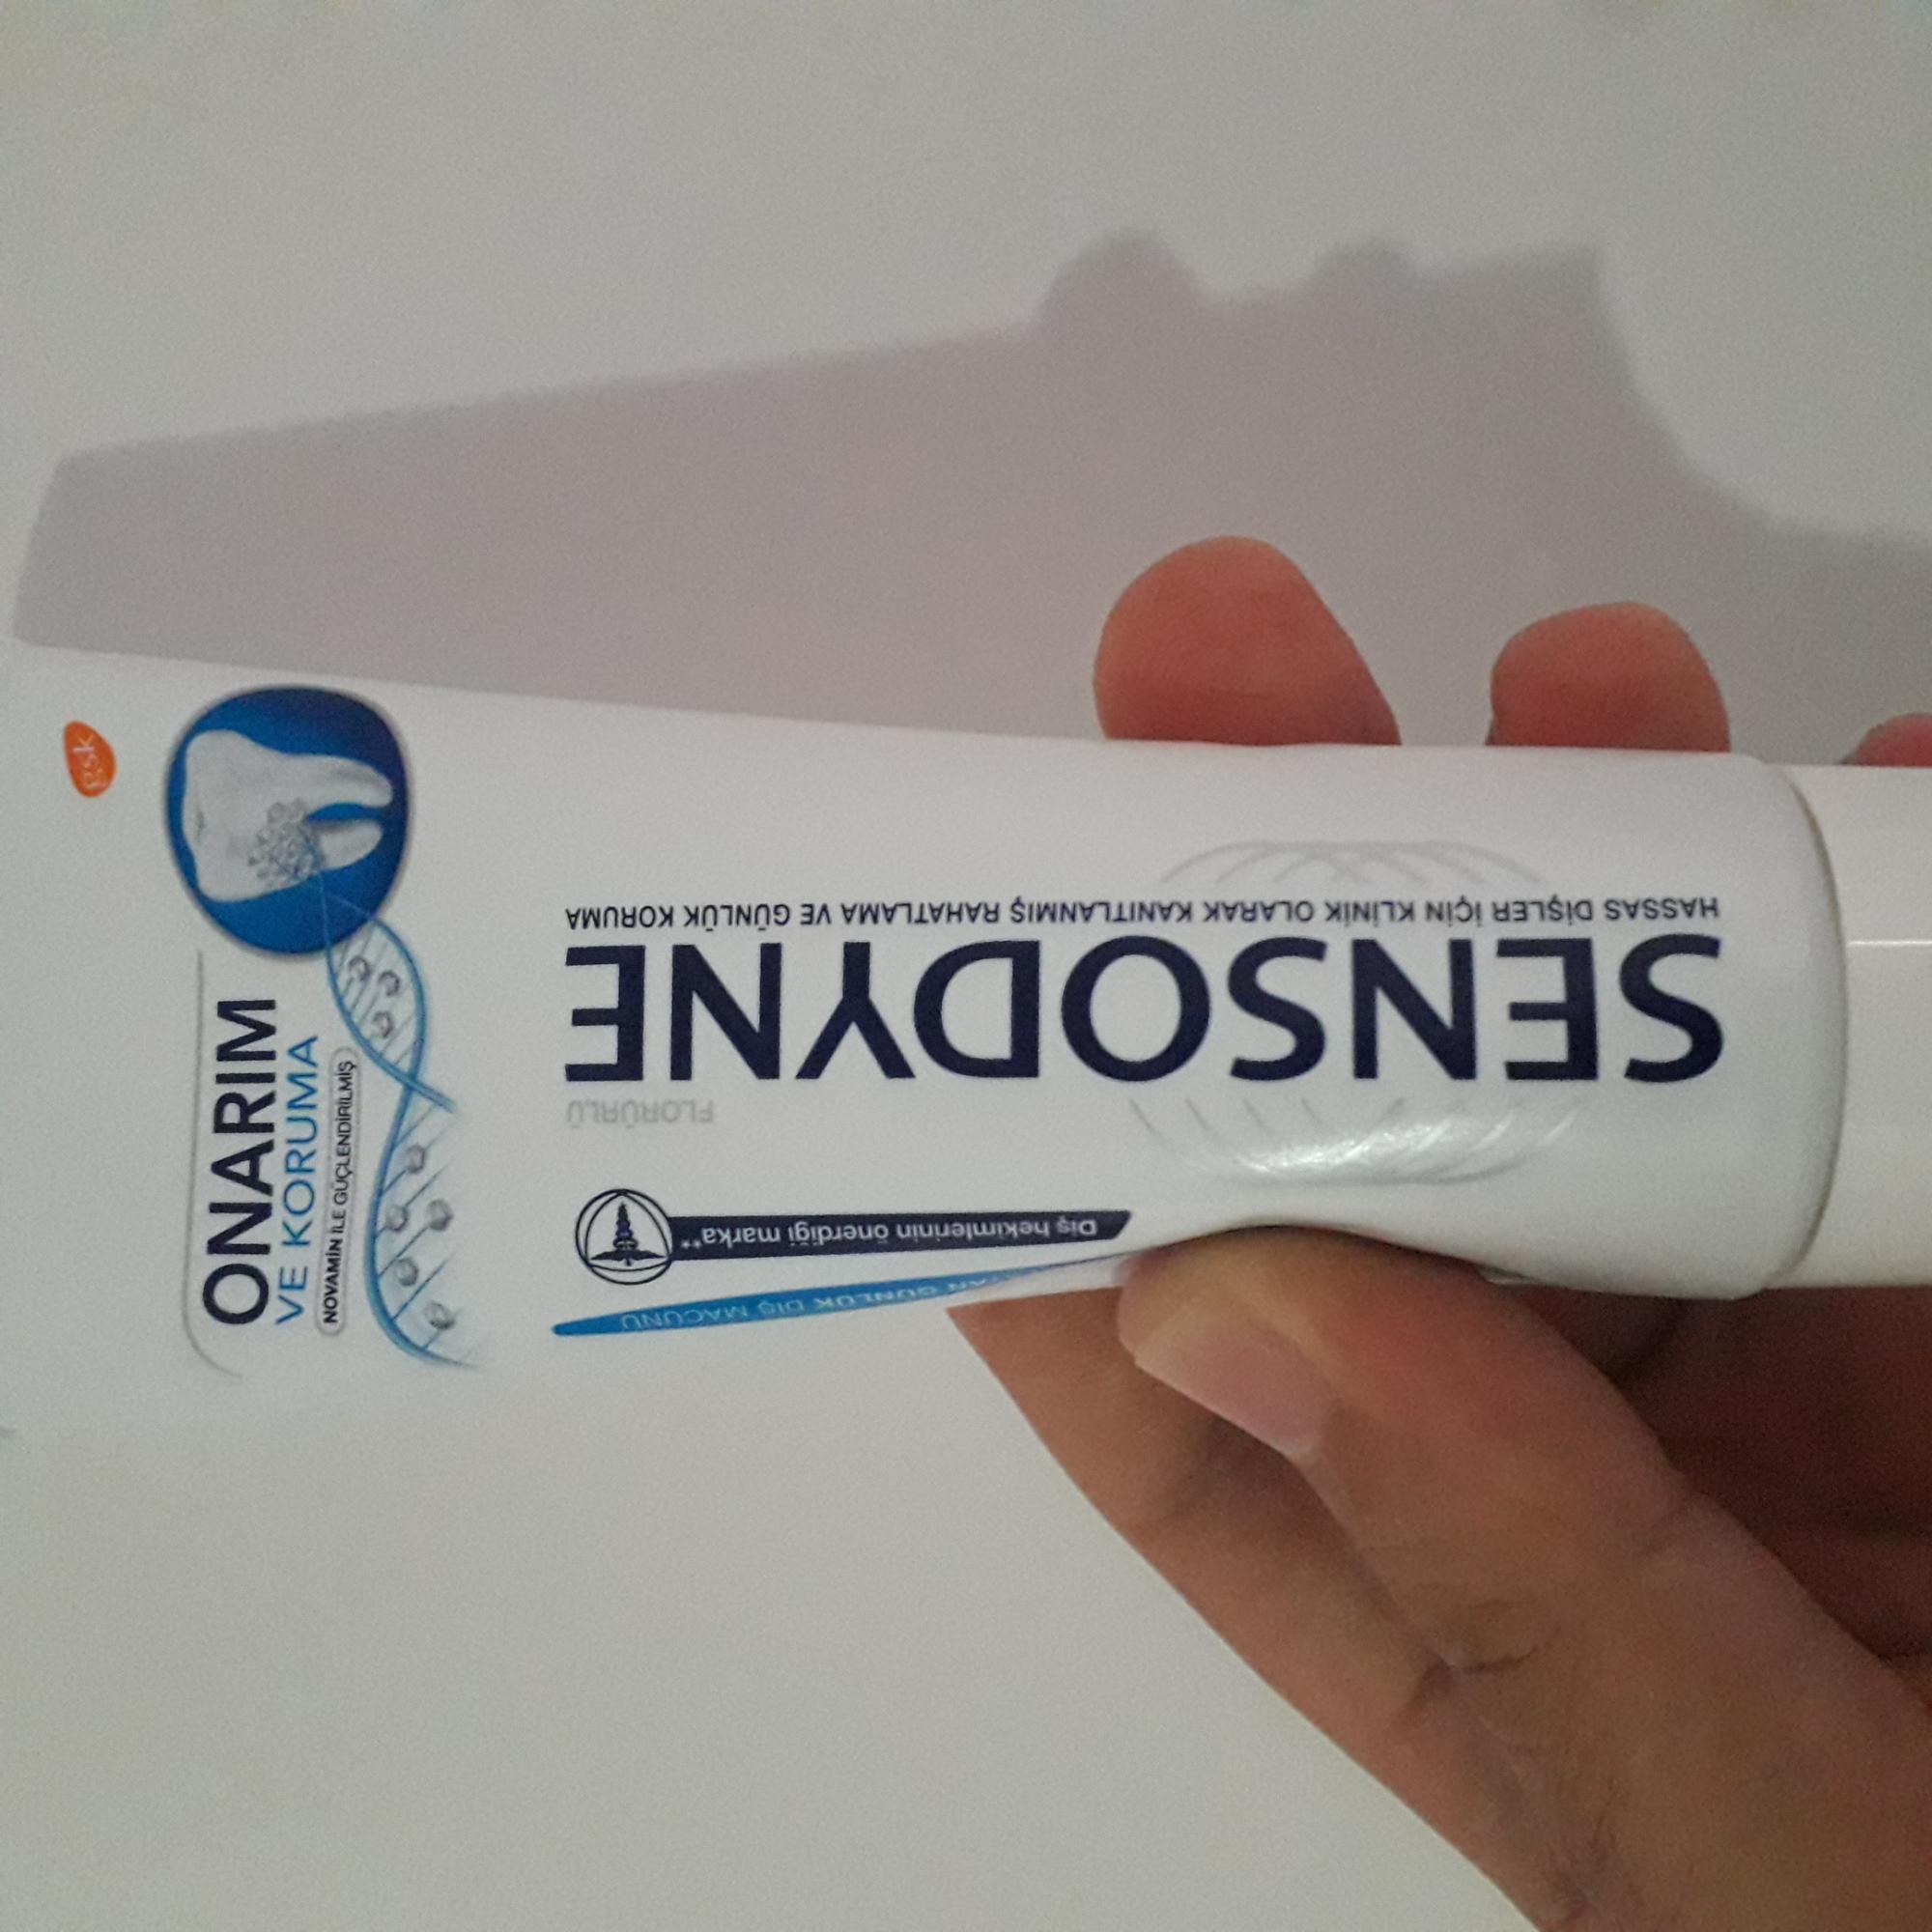 HASSAS DİŞLER İÇİN KLİNİK OLARAK KANITLANMIŞ RAHATLAMA VE GÜNLÜK KORUMA
SENSODYNE
FLORÜRLÜ
Diş hekimlerinin önerdiği marka**
GÜNLÜK DİŞ MACUNU
ONARIM
VE KORUMA
NOVAMIN İLE GÜÇLENDİRİLMİŞ
gsk